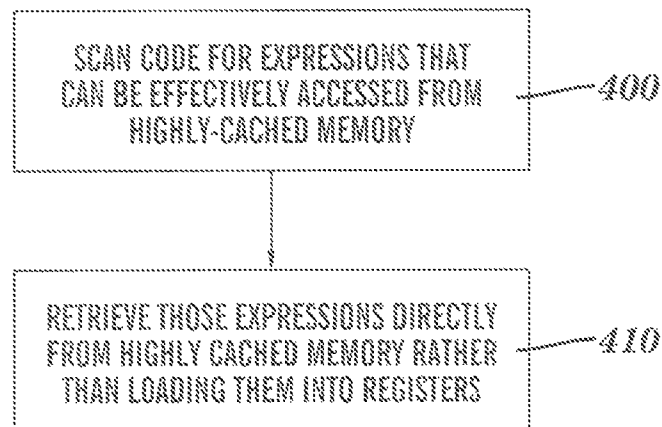 SCAN CODE FOR EXPRESSIONS THAT
CAN BE EFFECTIVELY ACCESSED FROM
HIGHLY-CACHED MEMORY
400
RETRIEVE THOSE EXPRESSIONS DIRECTLY
FROM HIGHLY CACHED MEMORY RATHER
THAN LOADING THEM INTO REGISTERS
410